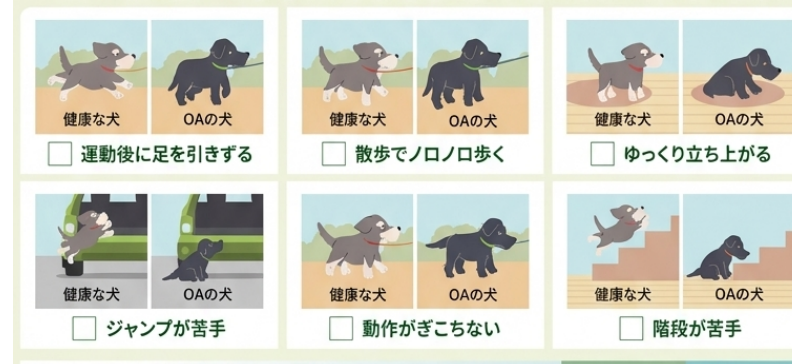 健康な犬 OAの犬
運動後に足を引きずる
健康な犬 OAの犬
散歩でノロノロ歩く
健康な犬 OAの犬
ゆっくり立ち上がる
健康な犬 OAの犬
ジャンプが苦手
健康な犬 OAの犬
動作がぎこちない
健康な犬 OAの犬
階段が苦手